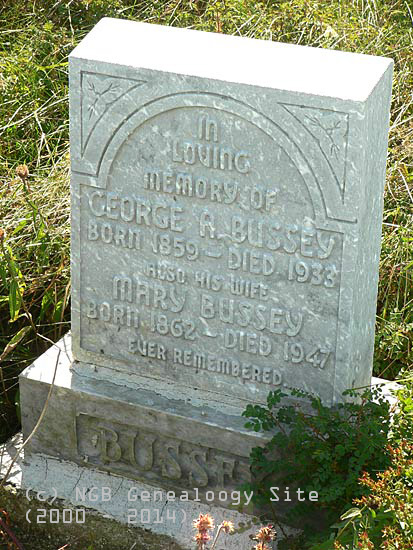 IN
LOVING
MEMORY OF
GEORGE A. BUSSEY
BORN 1859 – DIED 1933
ALSO HIS WIFE
MARY BUSSEY
BORN 1862 – DIED 1947
EVER REMEMBERED.
BUSSEY
(c) NGB Genealogy Site
(2000 - 2014)